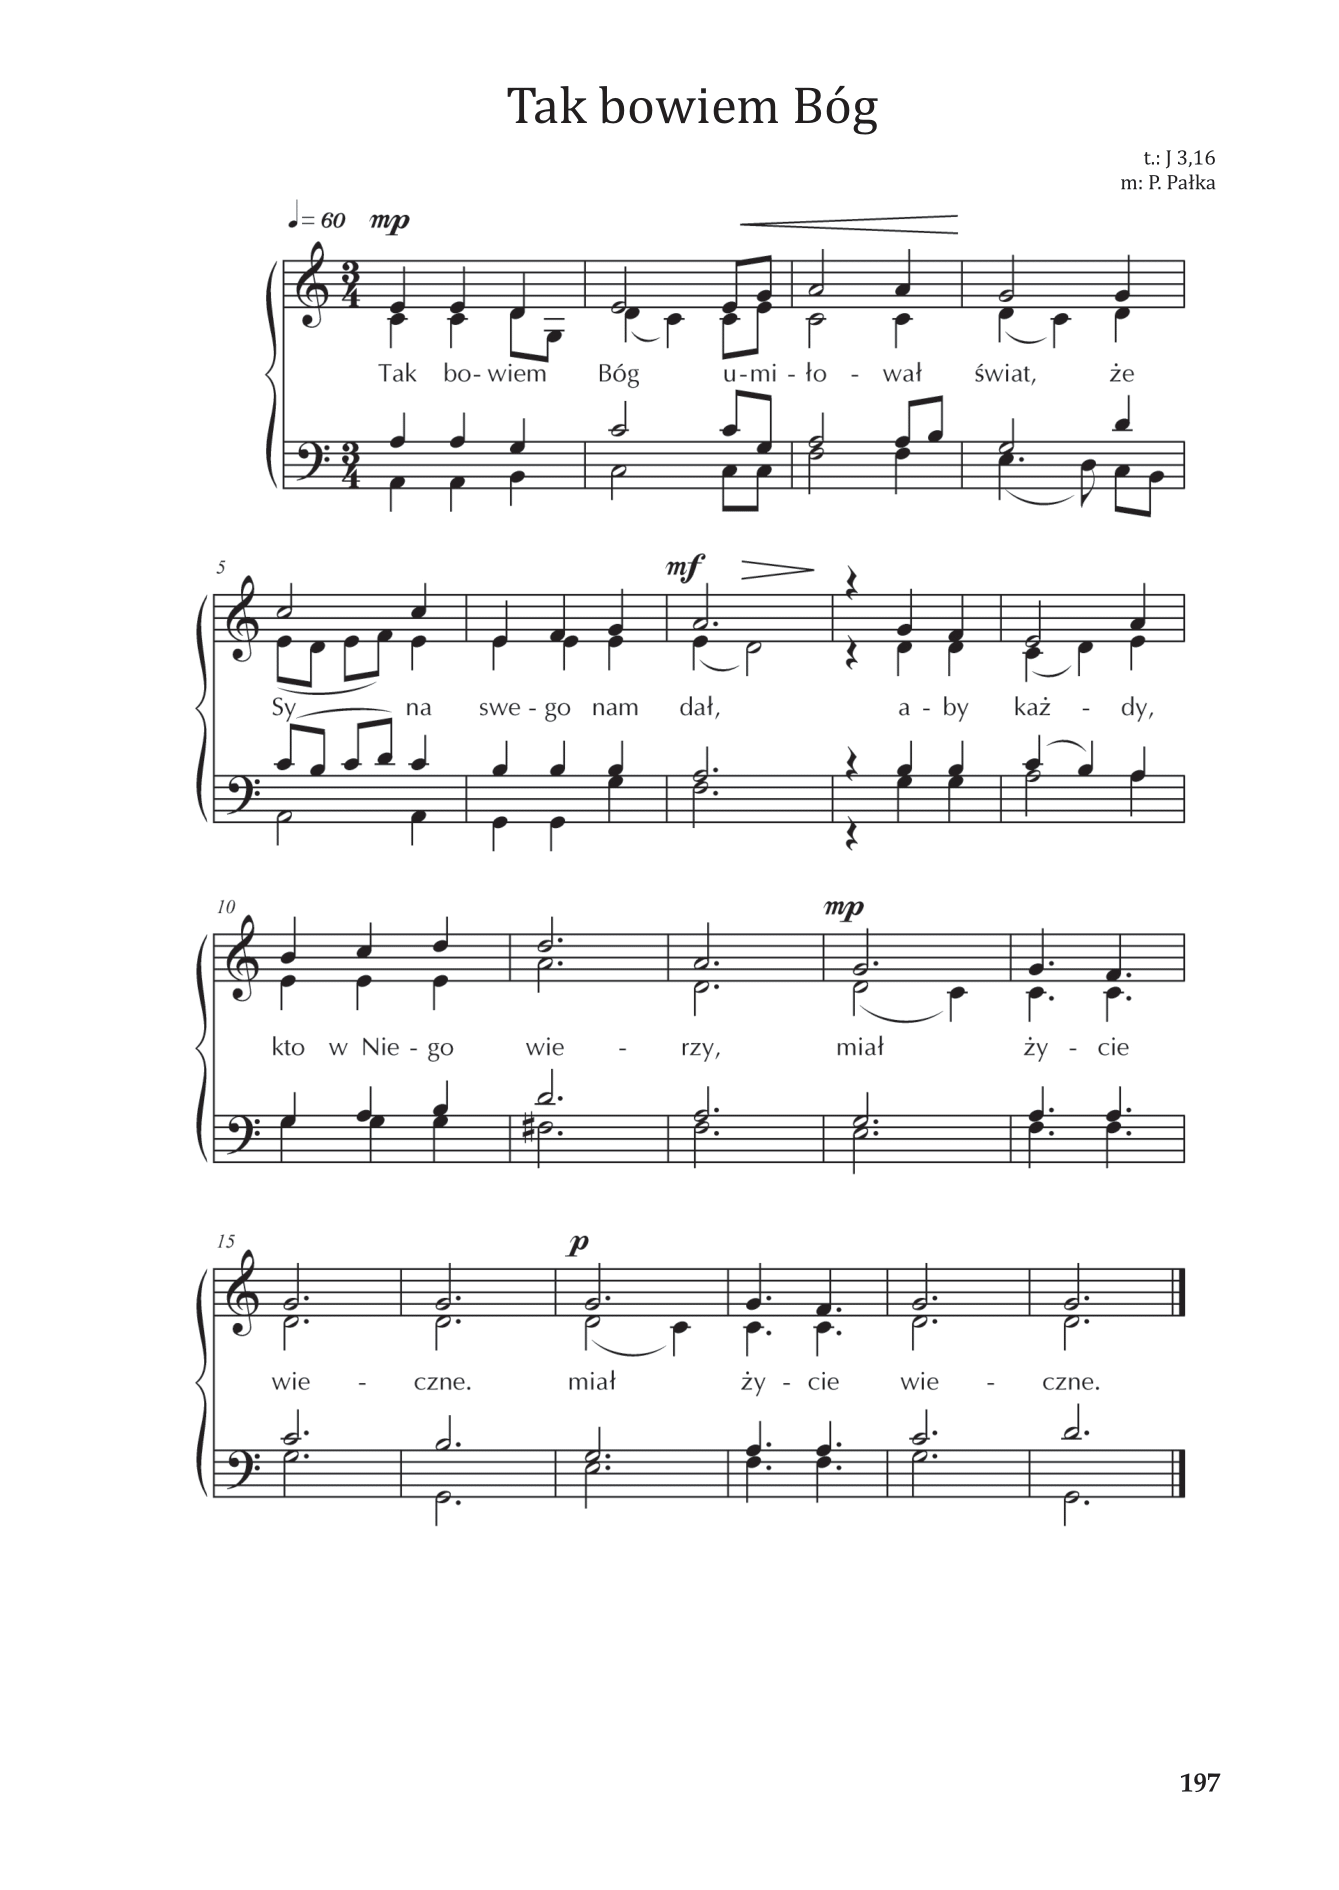 Tak bowiem Bóg
t.: J 3,16
m: P. Pałka
♩= 60 mp
3 4
Tak bo- wiem Bóg u-mi - ło - wał świat, że
3 4
5 mf
Sy na swe - go nam dał, a - by każ - dy,
10 mp
kto w Nie - go wie - rzy, miał ży - cie
15 p
wie - czne. miał ży - cie wie - czne.
197